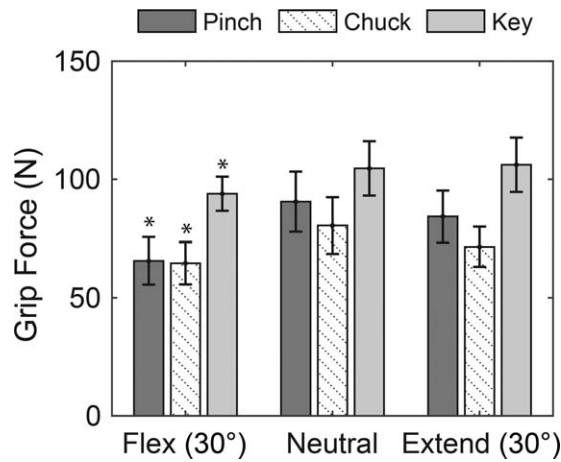 Pinch Chuck Key
150
100
50
0
Grip Force (N)
* * *
Flex (30°) Neutral Extend (30°)